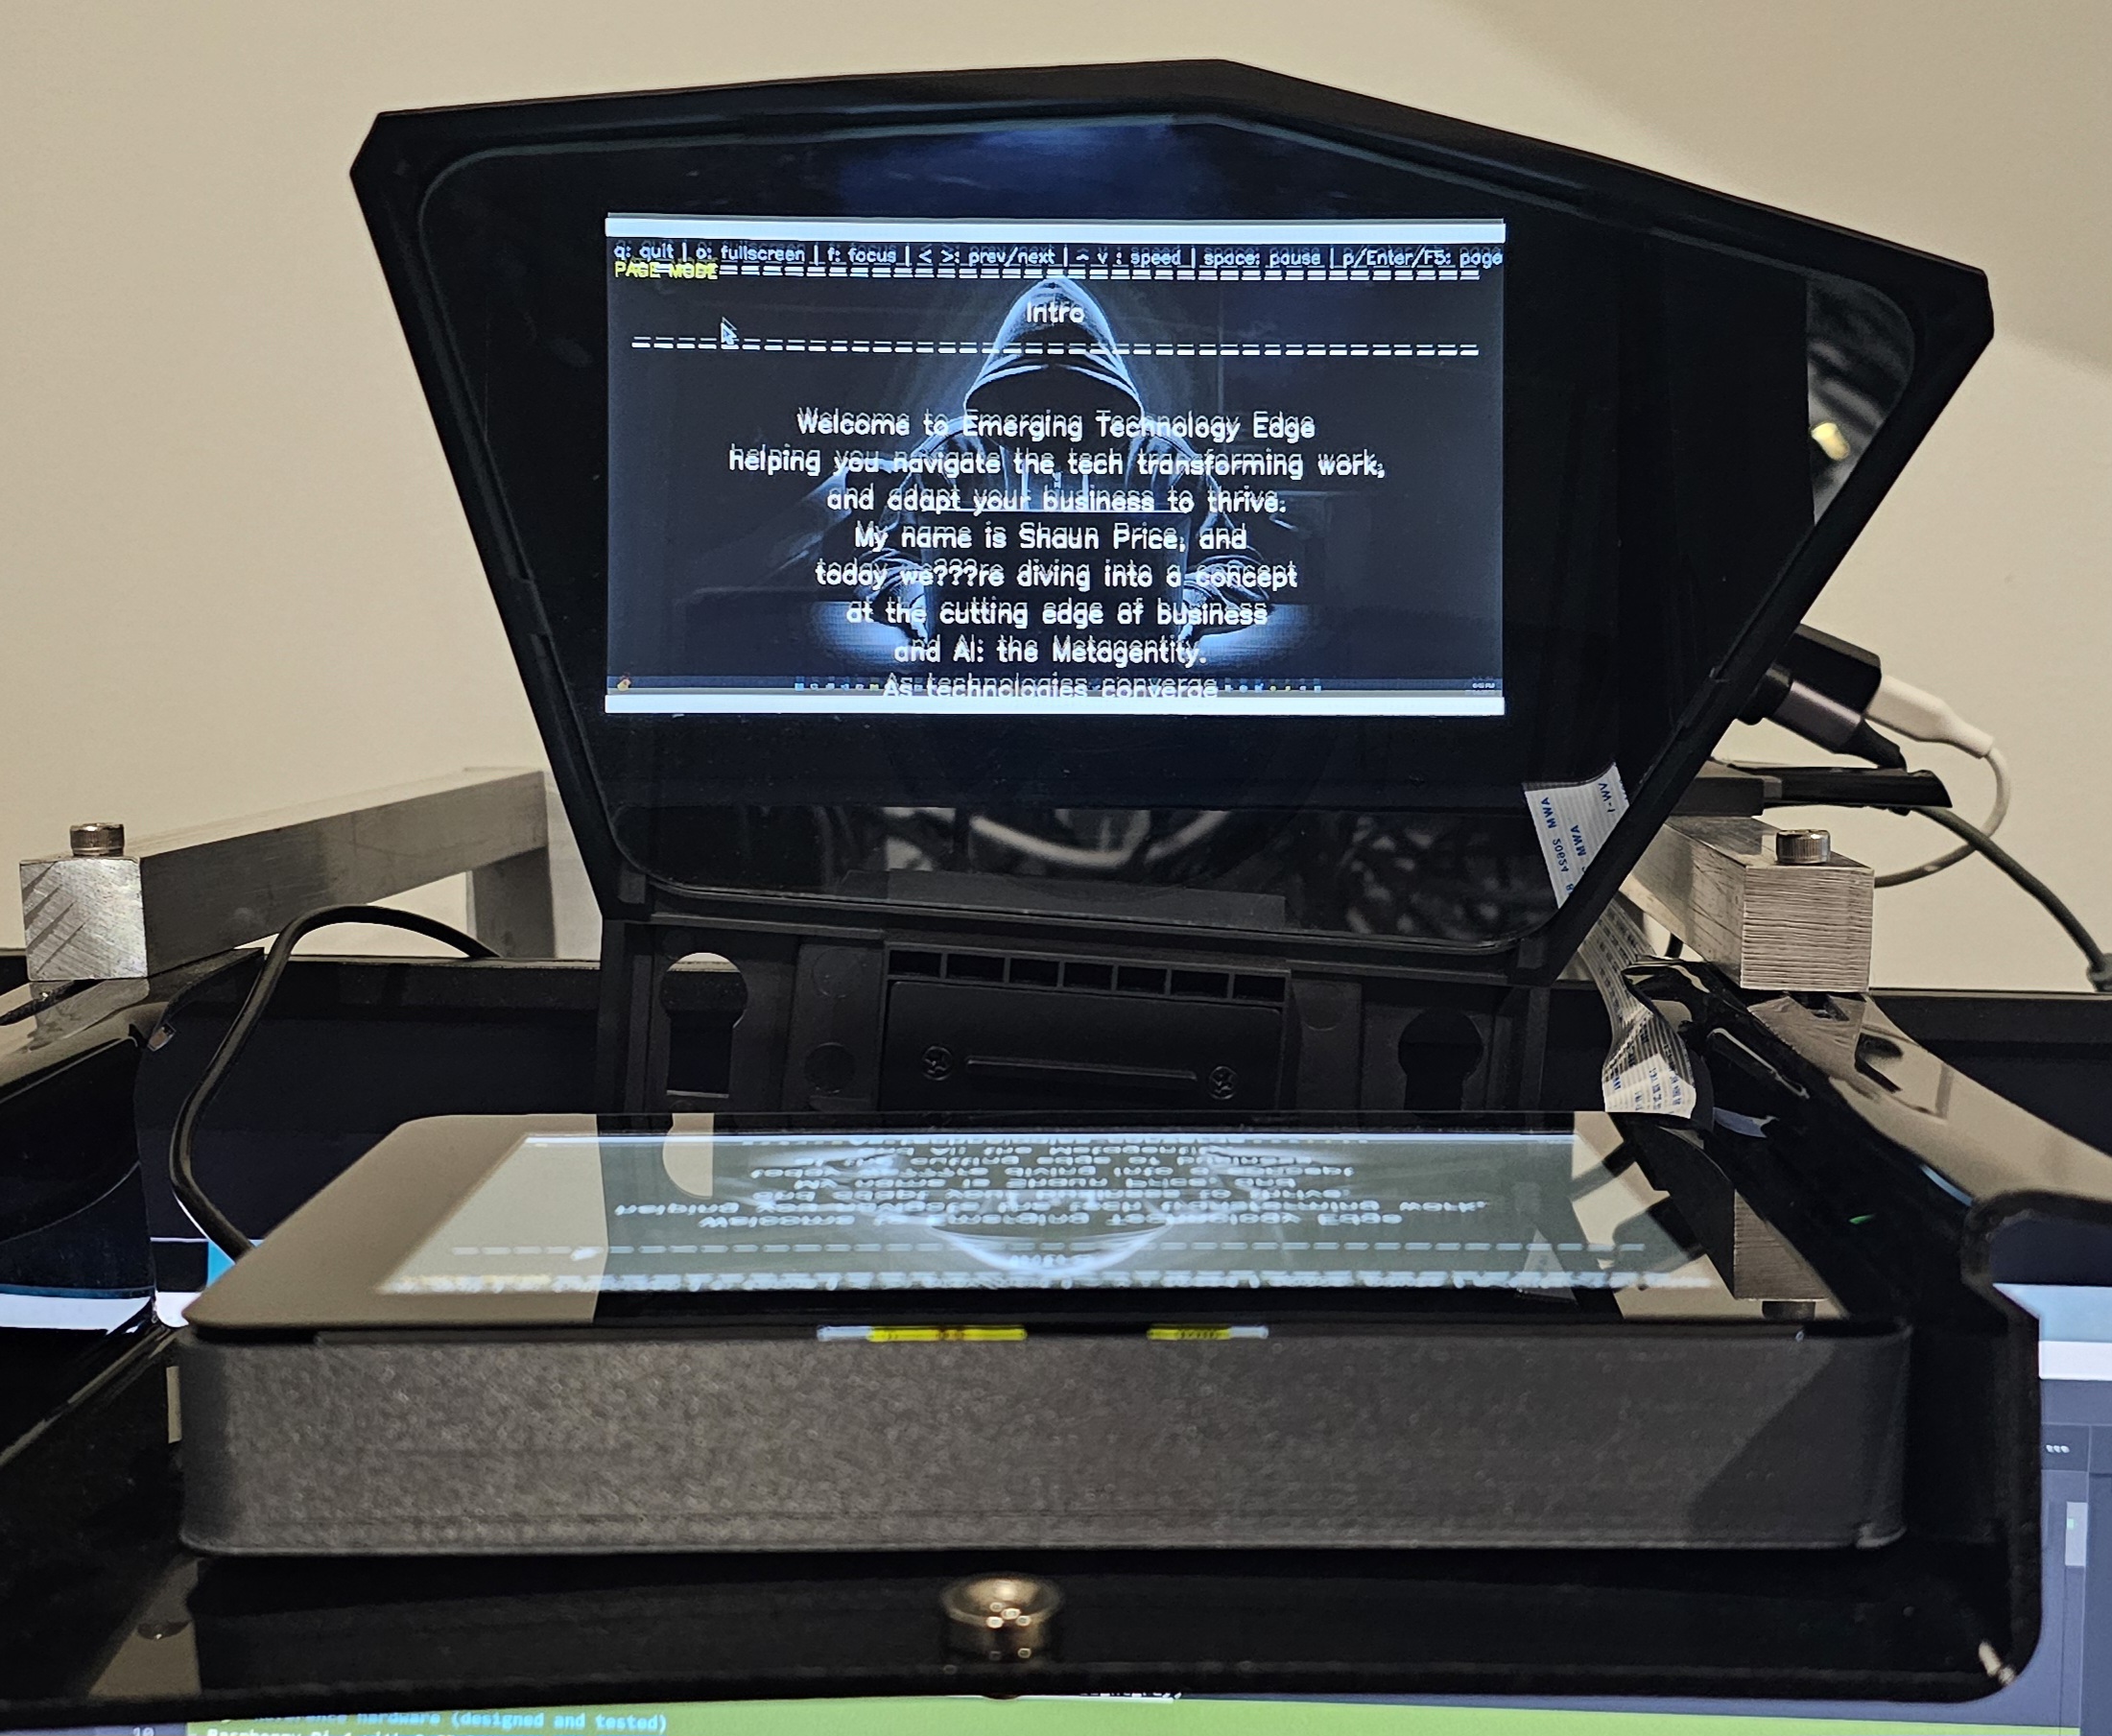 q: quit | o: fullscreen | f: focus | < >: prev/next | ^ v : speed | space: pause | p/Enter/F5: page
PAGE MODE
Intro
Welcome to Emerging Technology Edge
helping you navigate the tech transforming work,
and adapt your business to thrive.
My name is Shaun Price, and
today we???re diving into a concept
at the cutting edge of business
and AI: the Metagentity.
As technologies converge
AWM
AWM
hardware (designed and tested)